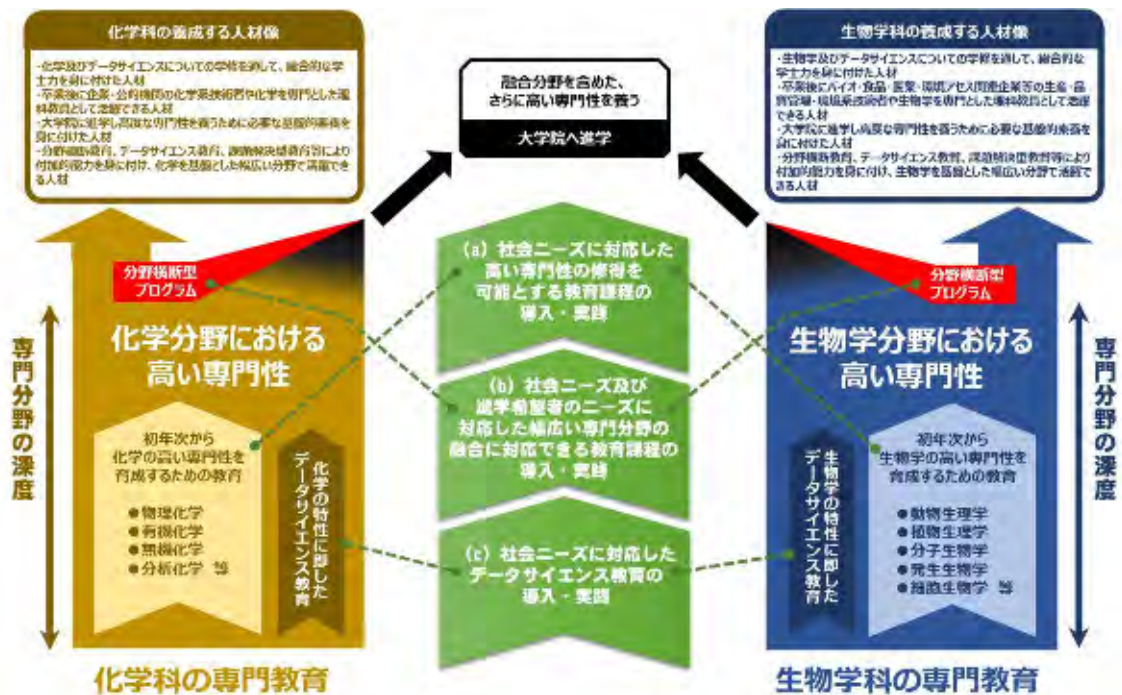 化学科の養成する人材像
・化学及びデータサイエンスについての学修を通して、総合的な学
士力を身に付けた人材
・卒業後に企業・公的機関の化学系技術者や化学を専門とした理
科教員として活躍できる人材
・大学院に進学し高度な専門性を養うために必要な基盤的素養を
身に付けた人材
・分野横断教育、データサイエンス教育、課題解決型教育等により
付加的能力を身に付け、化学を基盤とした幅広い分野で活躍でき
る人材
融合分野を含めた、
さらに高い専門性を養う
大学院へ進学
生物学科の養成する人材像
・生物学及びデータサイエンスについての学修を通して、総合的な
学士力を身に付けた人材
・卒業後にバイオ・食品・医薬・環境アセス関連企業等の生産・品
質管理・環境系技術者や生物学を専門とした理科教員として活躍
できる人材
・大学院に進学し高度な専門性を養うために必要な基盤的素養を
身に付けた人材
・分野横断教育、データサイエンス教育、課題解決型教育等により
付加的能力を身に付け、生物学を基盤とした幅広い分野で活躍で
きる人材
分野横断型
プログラム
専門分野の深度
化学分野における
高い専門性
初年次から
化学の高い専門性を
育成するための教育
●物理化学
●有機化学
●無機化学
●分析化学 等
化学の特性に即した
データサイエンス教育
化学科の専門教育
(a) 社会ニーズに対応した
高い専門性の修得を
可能とする教育課程の
導入・実践
(b) 社会ニーズ及び
進学希望者のニーズに
対応した幅広い専門分野の
融合に対応できる教育課程の
導入・実践
(c) 社会ニーズに対応した
データサイエンス教育の
導入・実践
分野横断型
プログラム
生物学分野における
高い専門性
生物学の特性に即した
データサイエンス教育
初年次から
生物学の高い専門性を
育成するための教育
●動物生理学
●植物生理学
●分子生物学
●発生生物学
●細胞生物学 等
専門分野の深度
生物学科の専門教育